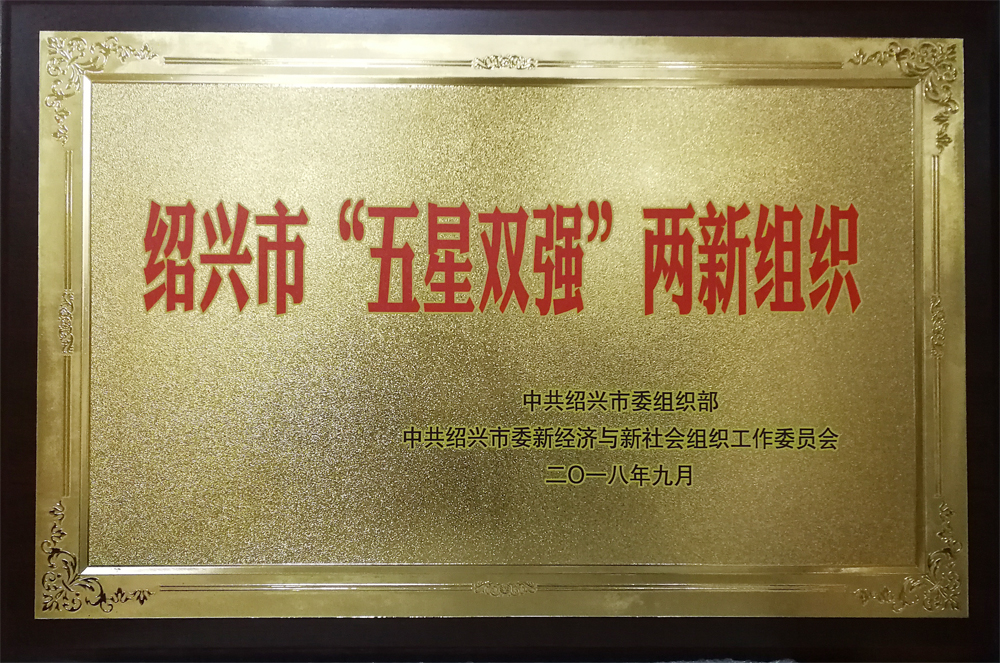 绍兴市“五星双强”两新组织
中共绍兴市委组织部
中共绍兴市委新经济与新社会组织工作委员会
二〇一八年九月